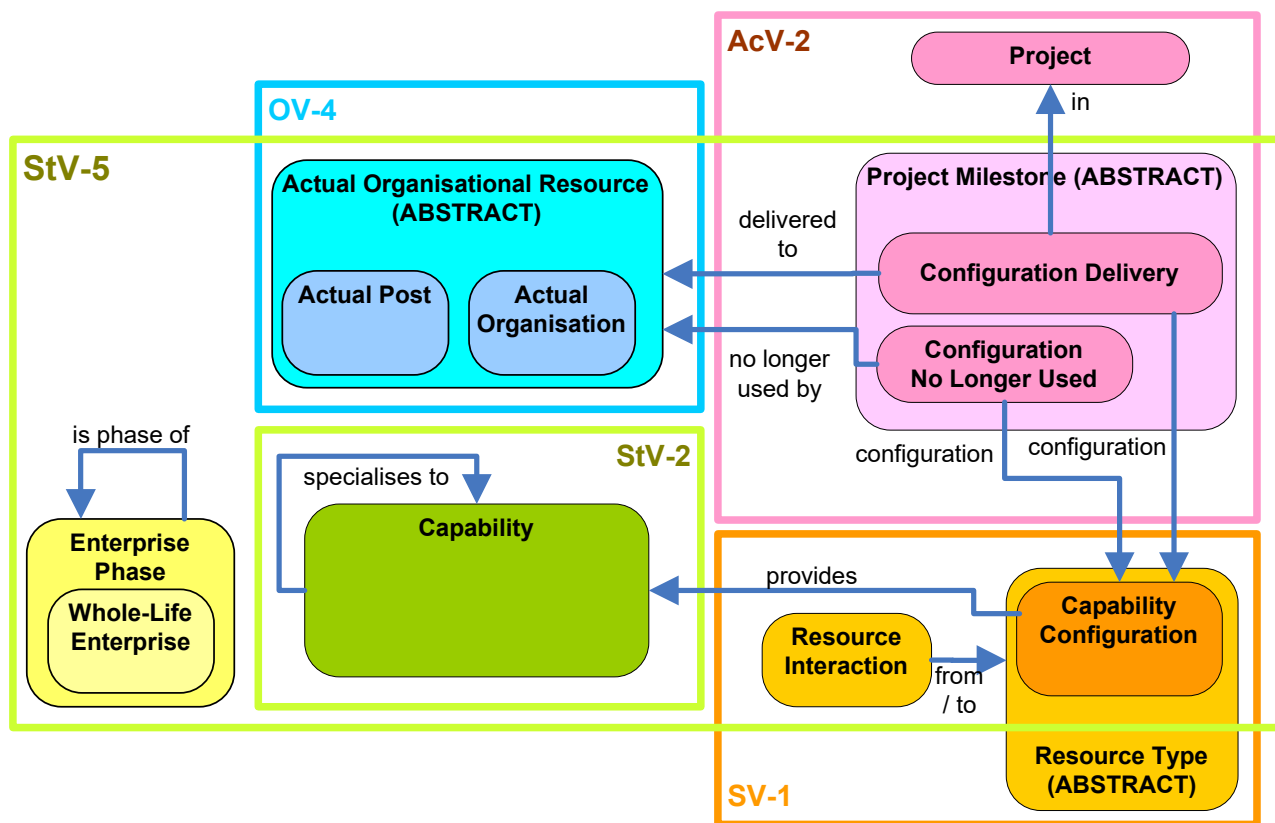 AcV-2
Project
in
OV-4
StV-5
Actual Organisational Resource
(ABSTRACT)
Actual Post
Actual
Organisation
delivered
to
Project Milestone (ABSTRACT)
Configuration Delivery
no longer
used by
Configuration
No Longer Used
configuration
configuration
is phase of
Enterprise
Phase
Whole-Life
Enterprise
StV-2
specialises to
Capability
provides
Resource
Interaction
from
/ to
Capability
Configuration
Resource Type
(ABSTRACT)
SV-1